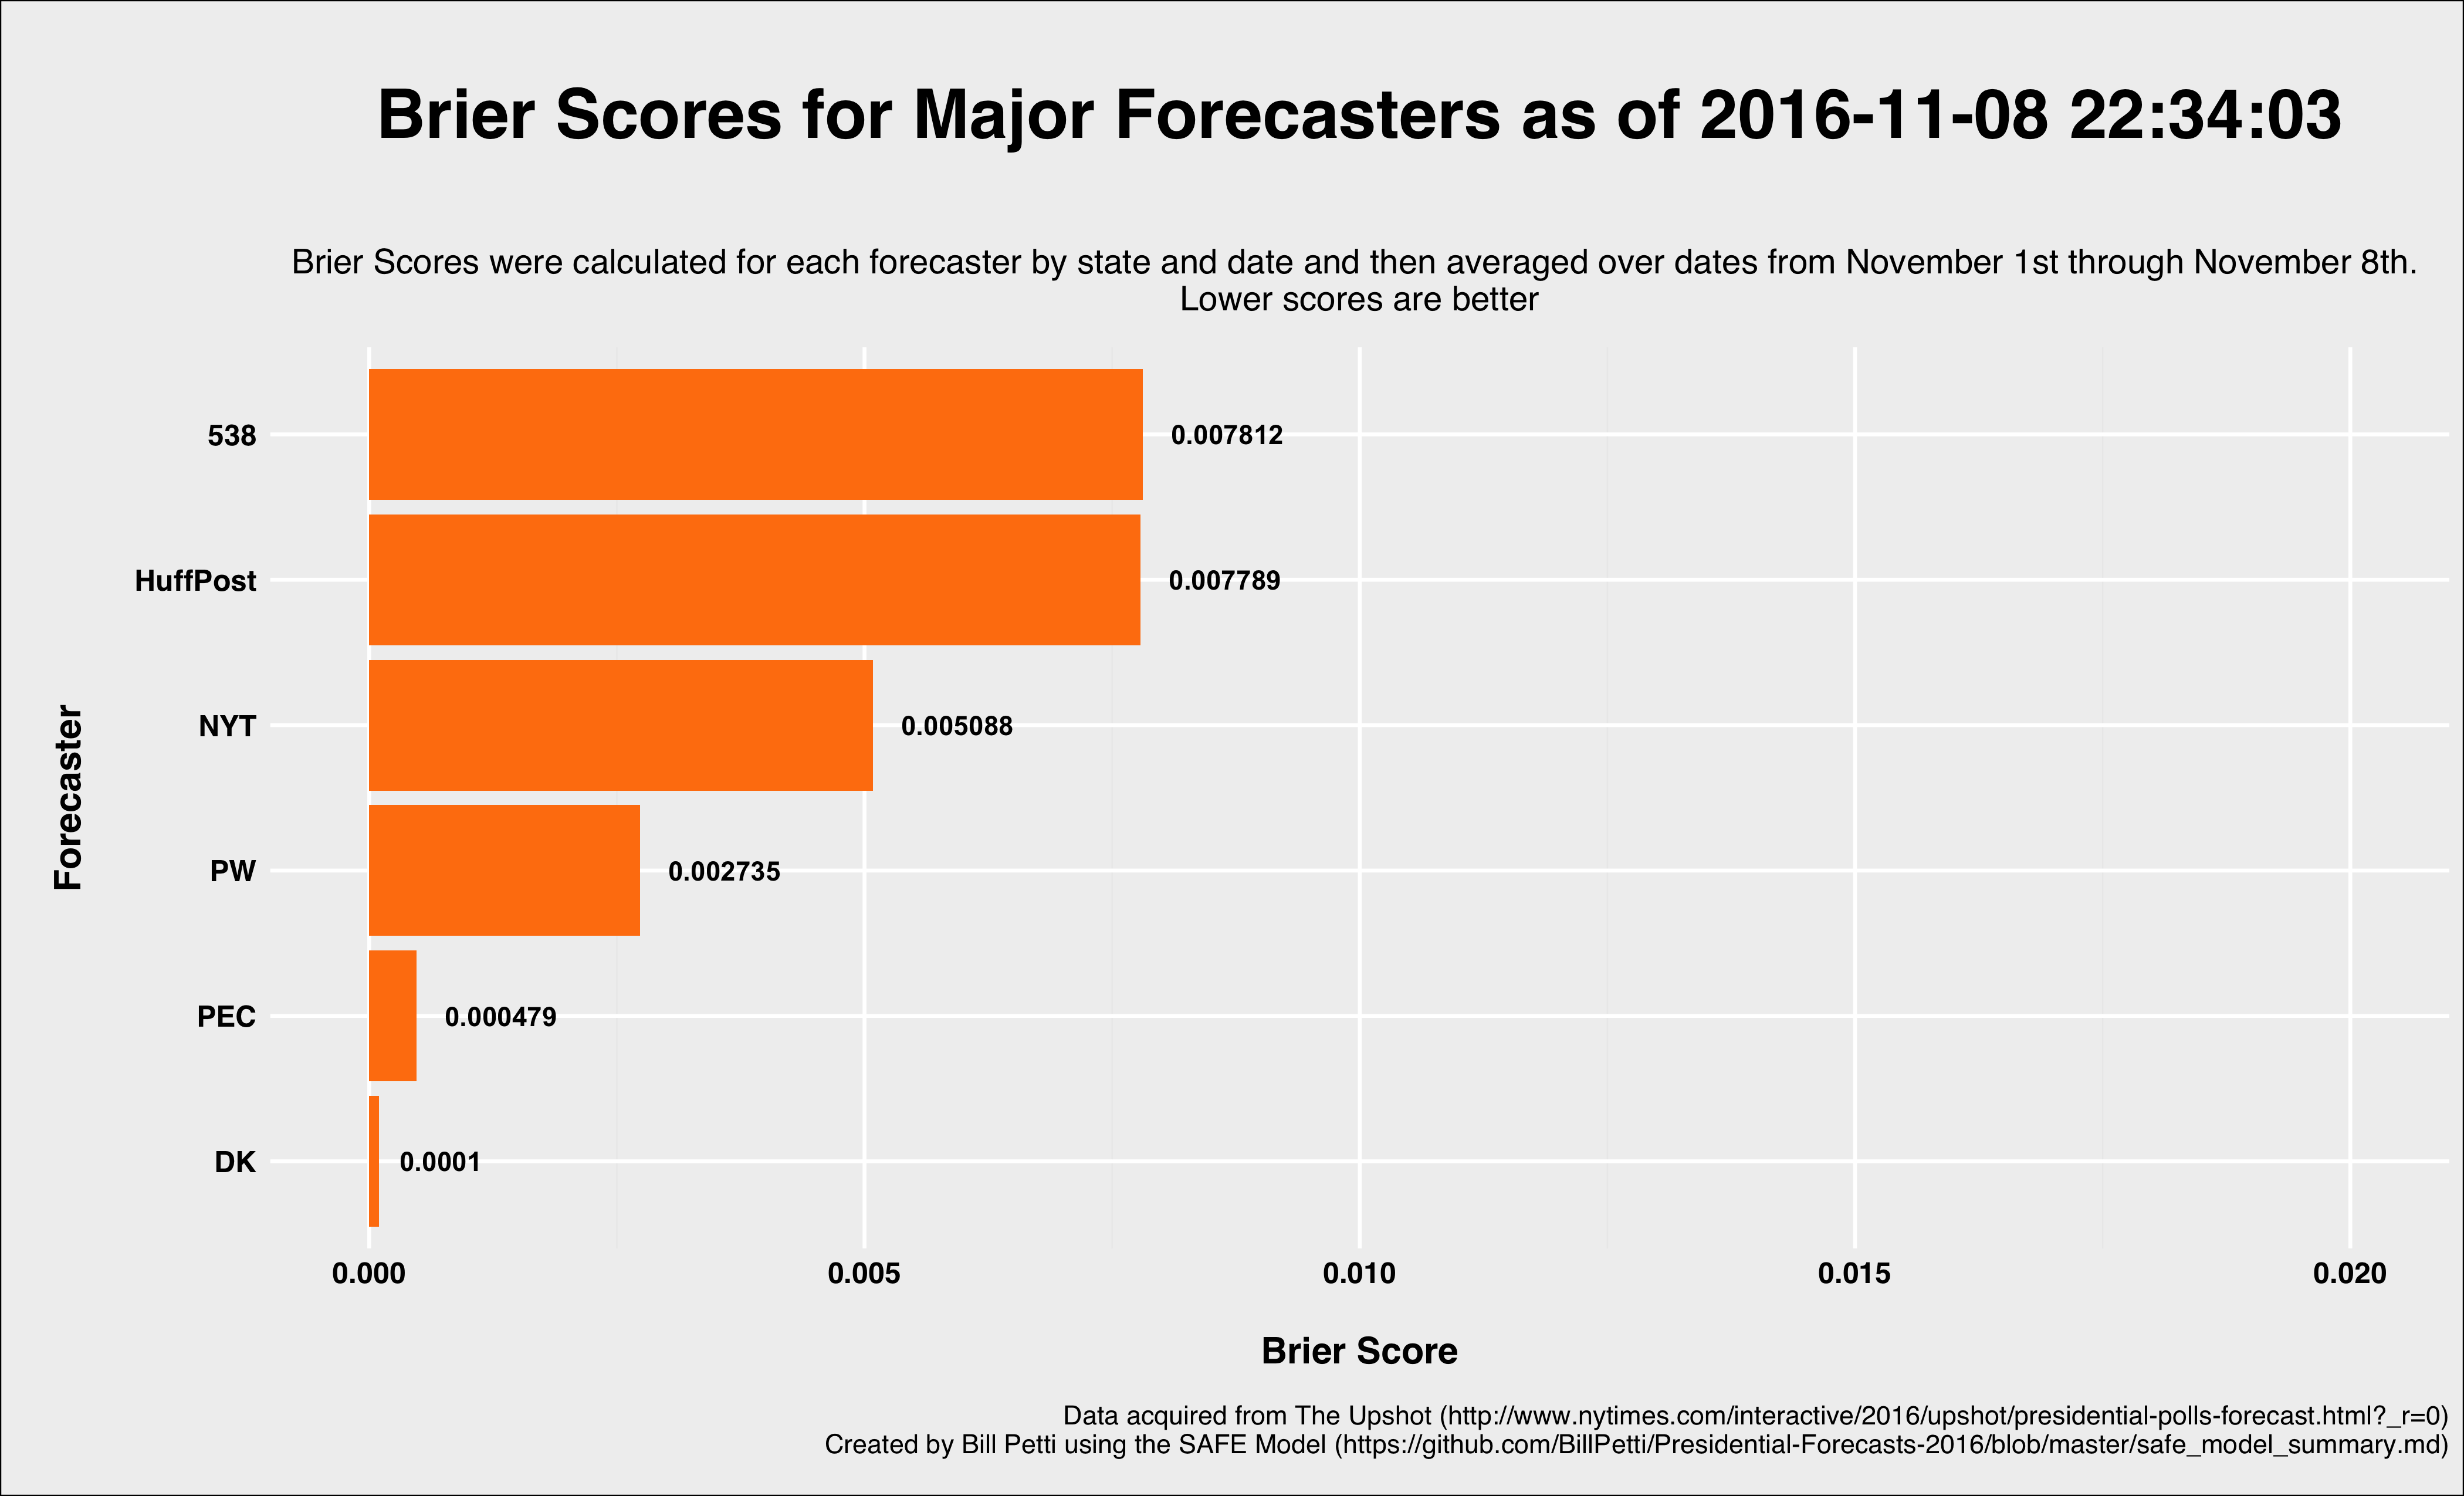 Brier Scores for Major Forecasters as of 2016-11-08 22:34:03
Brier Scores were calculated for each forecaster by state and date and then averaged over dates from November 1st through November 8th.
Lower scores are better
Forecaster
538
0.007812
HuffPost
0.007789
NYT
0.005088
PW
0.002735
PEC
0.000479
DK
0.0001
0.000
0.005
0.010
0.015
0.020
Brier Score
Data acquired from The Upshot (http://www.nytimes.com/interactive/2016/upshot/presidential-polls-forecast.html?_r=0)
Created by Bill Petti using the SAFE Model (https://github.com/BillPetti/Presidential-Forecasts-2016/blob/master/safe_model_summary.md)